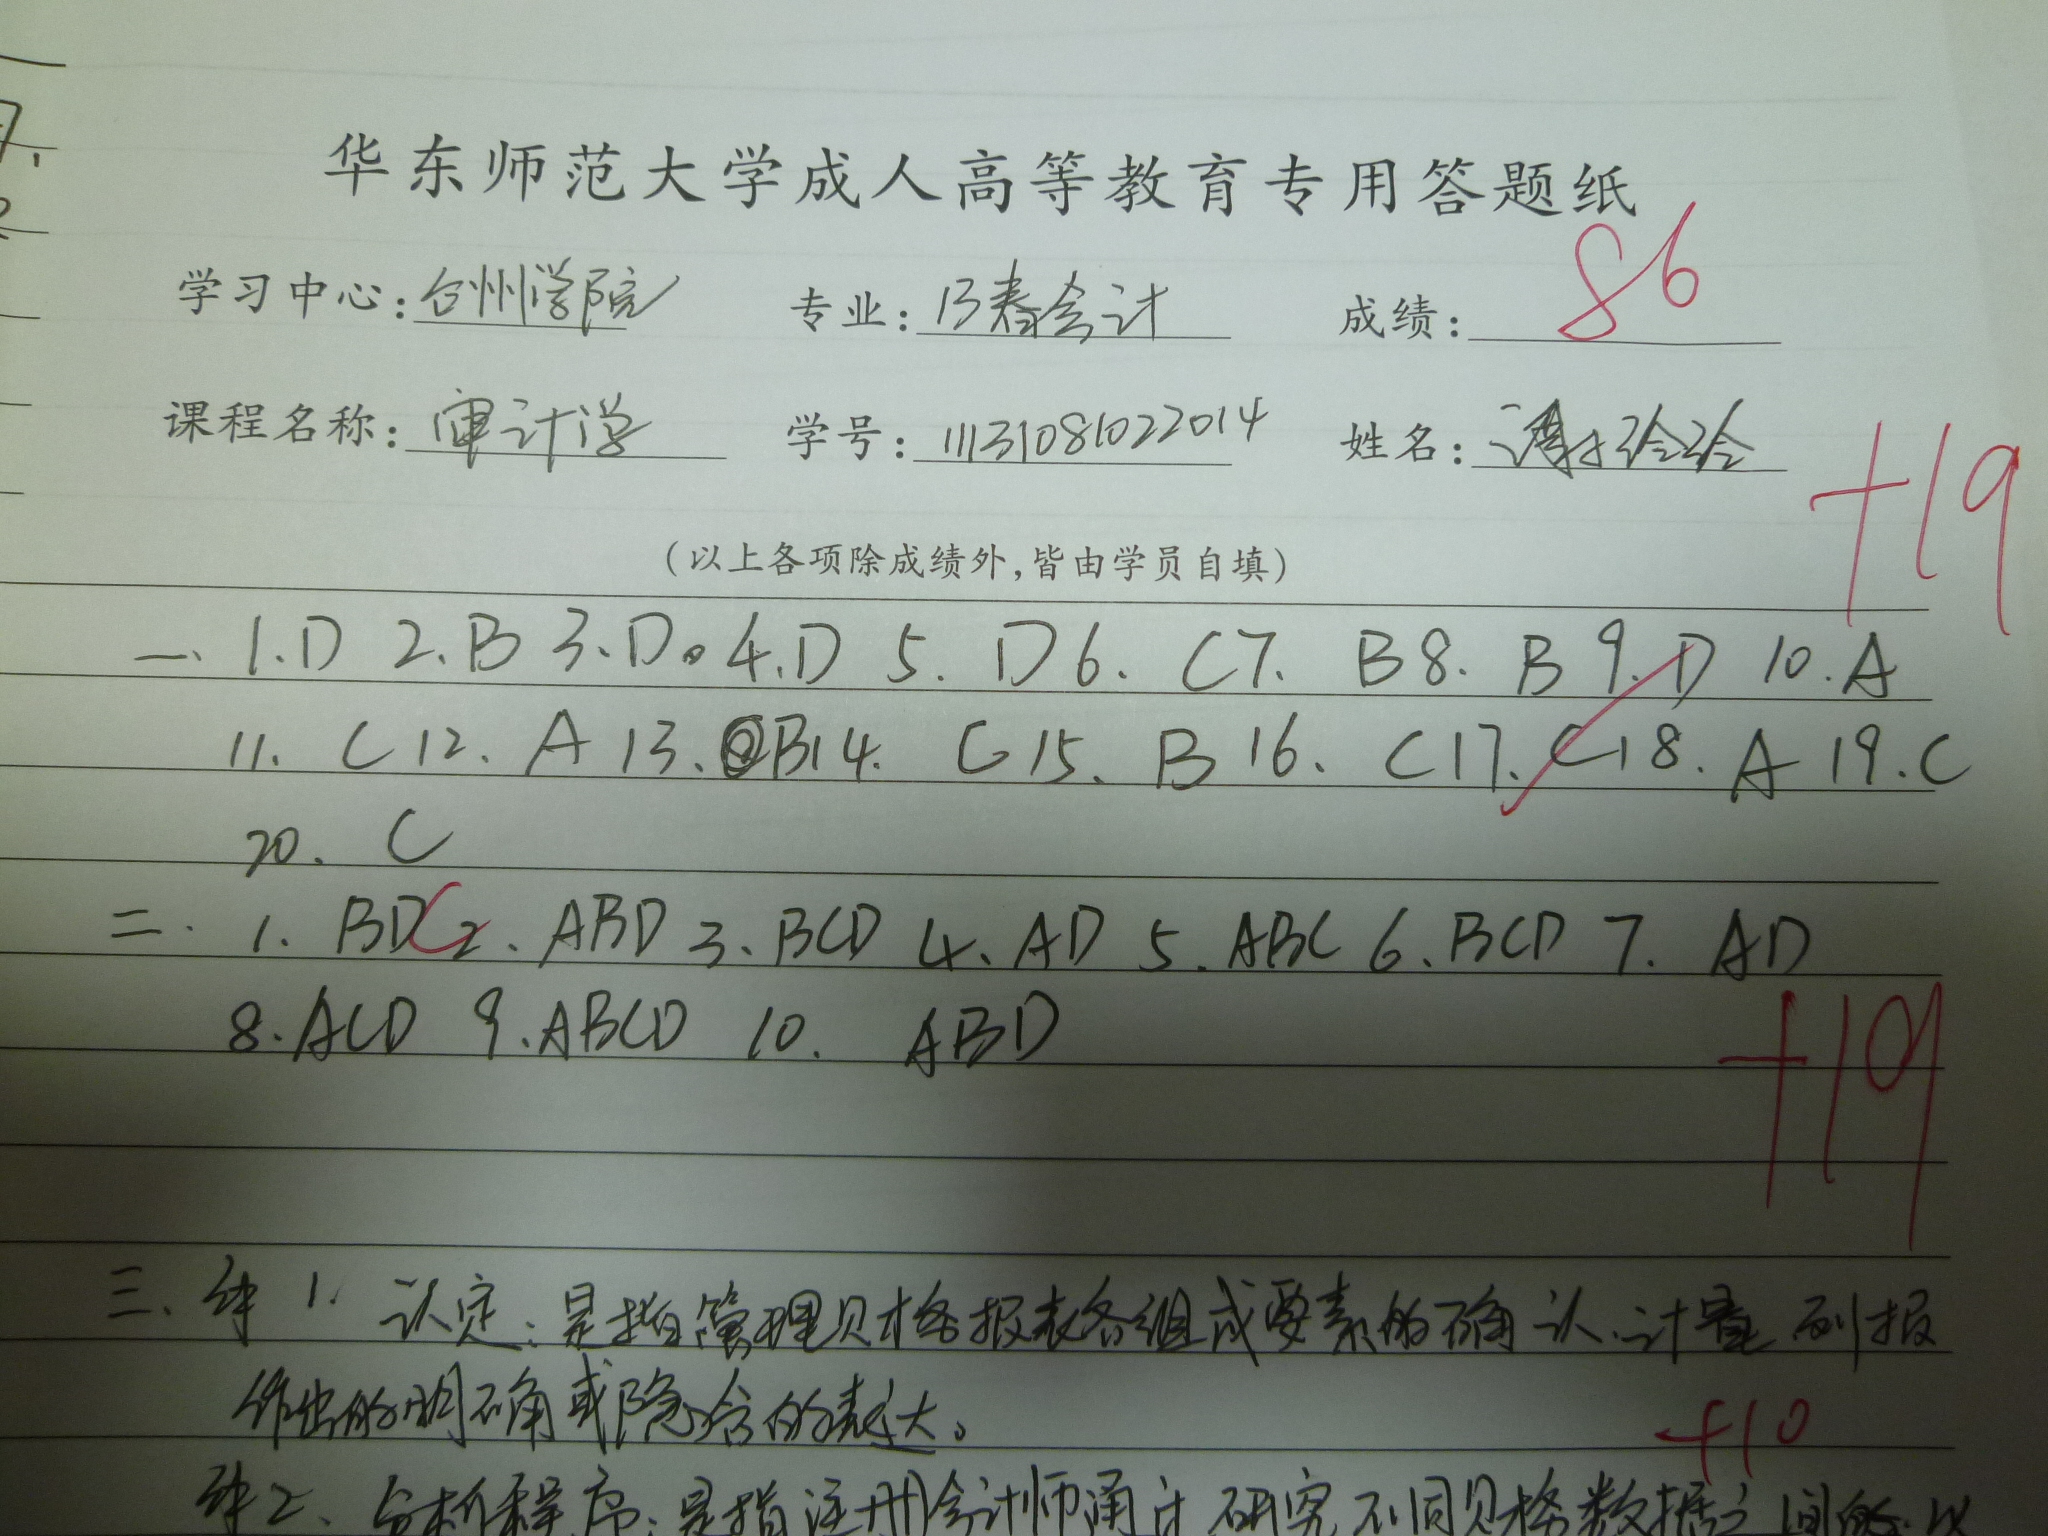 华东师范大学成人高等教育专用答题纸
学习中心：台州学院 专业：13春会计 成绩：86
课程名称：审计学 学号：11131081022014 姓名：
+19
（以上各项除成绩外，皆由学员自填）
一、1.D 2.B 3.D. 4.D 5. D 6. C 7. B 8. B 9. D 10. A
11. C 12. A 13. B 14. C 15. B 16. C 17. C 18. A 19. C
20. C
二. 1. BDC 2. ABD 3. BCD 4. AD 5. ABC 6. BCD 7. AD
8. ACD 9. ABCD 10. ABD
+19
三、 1. 认定：是指管理财务报表各组成要素的确认、计量 列报
作出的明确或隐含的表达。
+10
2、分析程序：是指注册会计师通过研究不同财务数据之间的以